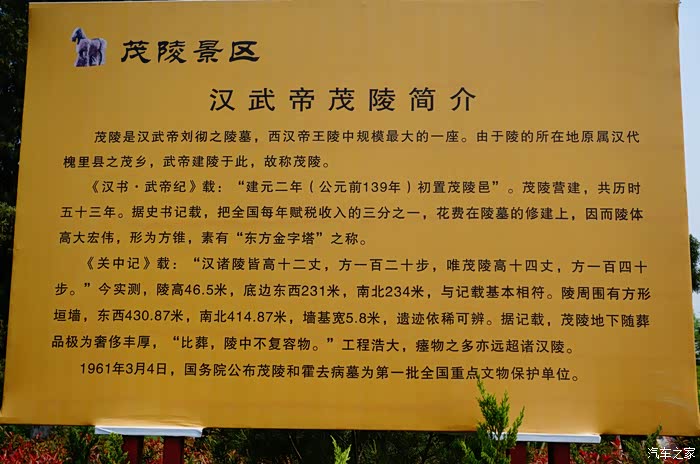 茂陵景区
汉武帝茂陵简介
茂陵是汉武帝刘彻之陵墓，西汉帝王陵中规模最大的一座。由于陵的所在地原属汉代
槐里县之茂乡，武帝建陵于此，故称茂陵。
《汉书·武帝纪》载：“建元二年（公元前139年）初置茂陵邑”。茂陵营建，共历时
五十三年。据史书记载，把全国每年赋税收入的三分之一，花费在陵墓的修建上，因而陵体
高大宏伟，形为方锥，素有“东方金字塔”之称。
《关中记》载：“汉诸陵皆高十二丈，方一百二十步，唯茂陵高十四丈，方一百四十
步。”今实测，陵高46.5米，底边东西231米，南北234米，与记载基本相符。陵周围有方形
垣墙，东西430.87米，南北414.87米，墙基宽5.8米，遗迹依稀可辨。据记载，茂陵地下随葬
品极为奢侈丰厚，“比葬，陵中不复容物。”工程浩大，瘗物之多亦远超诸汉陵。
1961年3月4日，国务院公布茂陵和霍去病墓为第一批全国重点文物保护单位。
汽车之家